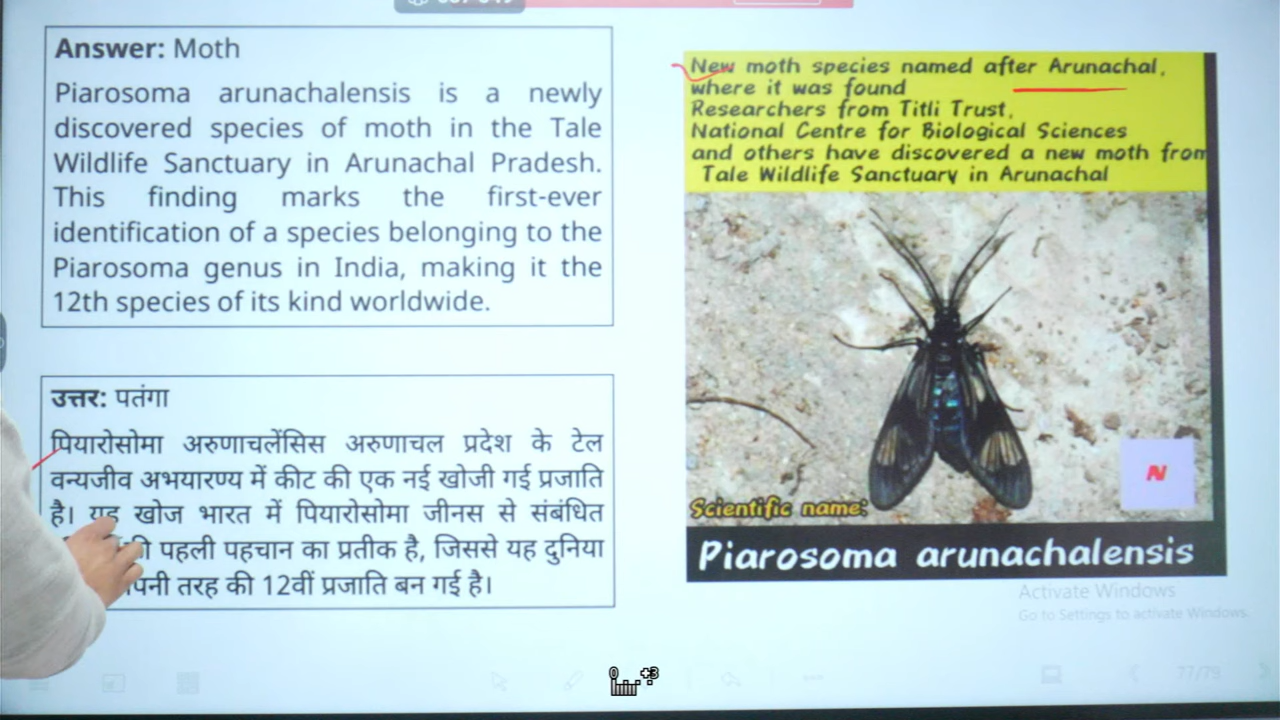 Answer: Moth
Piarosoma arunachalensis is a newly
discovered species of moth in the Tale
Wildlife Sanctuary in Arunachal Pradesh.
This finding marks the first-ever
identification of a species belonging to the
Piarosoma genus in India, making it the
12th species of its kind worldwide.
उत्तर: पतंगा
पियारोसोमा अरुणाचलेंसिस अरुणाचल प्रदेश के टेल
वन्यजीव अभयारण्य में कीट की एक नई खोजी गई प्रजाति
है। यह खोज भारत में पियारोसोमा जीनस से संबंधित
पहली पहचान का प्रतीक है, जिससे यह दुनिया
तरह की 12वीं प्रजाति बन गई है।
New moth species named after Arunachal,
where it was found
Researchers from Titli Trust,
National Centre for Biological Sciences
and others have discovered a new moth from
Tale Wildlife Sanctuary in Arunachal
N
Scientific name:
Piarosoma arunachalensis
Activate Windows
Go to Settings to activate Windows.
77/79